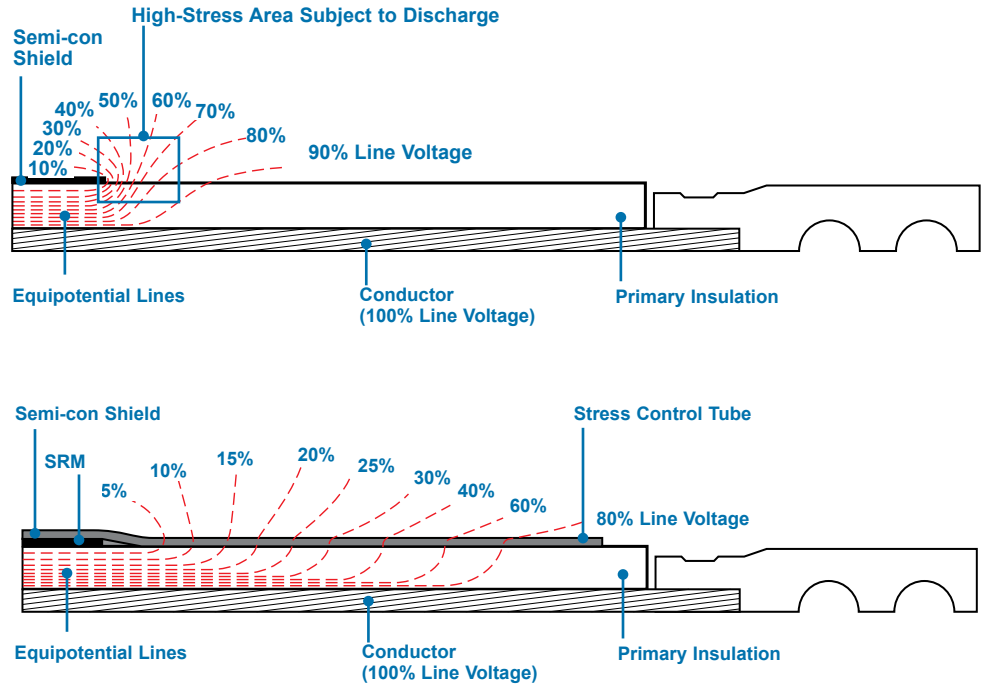 High-Stress Area Subject to Discharge
Semi-con
Shield
10%
20%
30%
40%
50%
60%
70%
80%
90% Line Voltage
Equipotential Lines
Conductor
(100% Line Voltage)
Primary Insulation
Semi-con Shield
Stress Control Tube
SRM
5%
10%
15%
20%
25%
30%
40%
60%
80% Line Voltage
Equipotential Lines
Conductor
(100% Line Voltage)
Primary Insulation